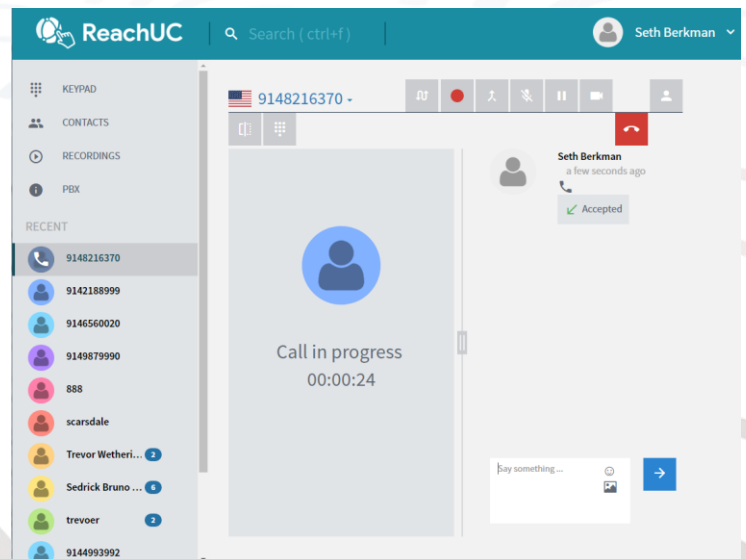 ReachUC
Search ( ctrl+f )
Seth Berkman
KEYPAD
CONTACTS
RECORDINGS
PBX
RECENT
9148216370
9142188999
9146560020
9149879990
888
scarsdale
Trevor Wetheri... 2
Sedrick Bruno ... 6
trevoer 2
9144993992
9148216370
Call in progress
00:00:24
Seth Berkman
a few seconds ago
Accepted
Say something ...